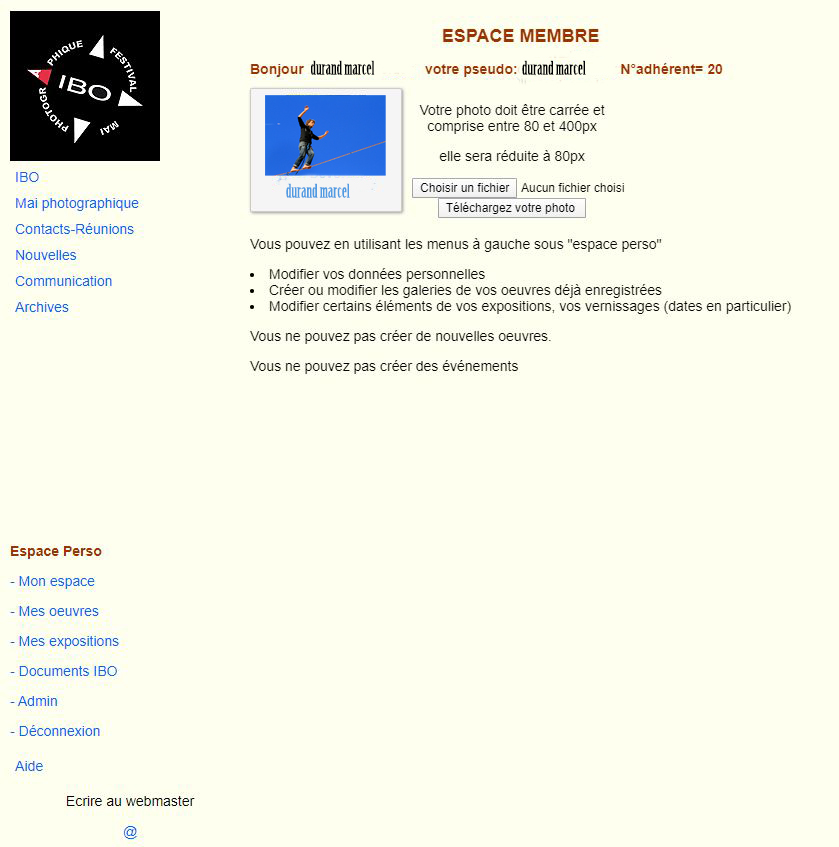 PHOTOGRAPHIQUE FESTIVAL
IBO
MAI
IBO
Mai photographique
Contacts-Réunions
Nouvelles
Communication
Archives
ESPACE MEMBRE
Bonjour durand marcel votre pseudo: durand marcel N°adhérent= 20
durand marcel
Votre photo doit être carrée et
comprise entre 80 et 400px
elle sera réduite à 80px
Choisir un fichier Aucun fichier choisi
Téléchargez votre photo
Vous pouvez en utilisant les menus à gauche sous "espace perso"
• Modifier vos données personnelles
• Créer ou modifier les galeries de vos oeuvres déjà enregistrées
• Modifier certains éléments de vos expositions, vos vernissages (dates en particulier)
Vous ne pouvez pas créer de nouvelles oeuvres.
Vous ne pouvez pas créer des événements
Espace Perso
- Mon espace
- Mes oeuvres
- Mes expositions
- Documents IBO
- Admin
- Déconnexion
Aide
Ecrire au webmaster
@